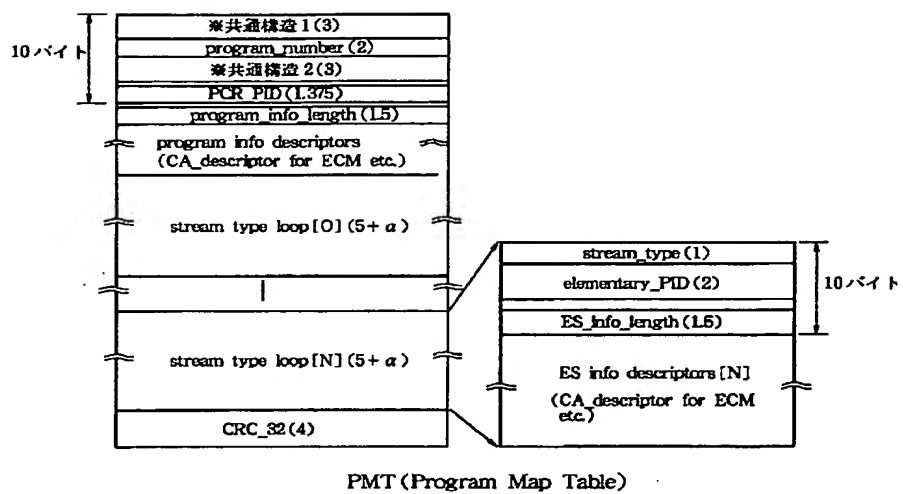 ※共通構造1(3)
10バイト
program_number(2)
※共通構造2(3)
PCR_PID(1.375)
program_info_length(1.5)
program info descriptors
(CA_descriptor for ECM etc.)
stream type loop[0](5+α)
stream type loop[N](5+α)
CRC_32(4)
stream_type(1)
elementary_PID(2)
10バイト
ES_info_length(1.5)
ES info descriptors[N]
(CA_descriptor for ECM
etc.)
PMT(Program Map Table)